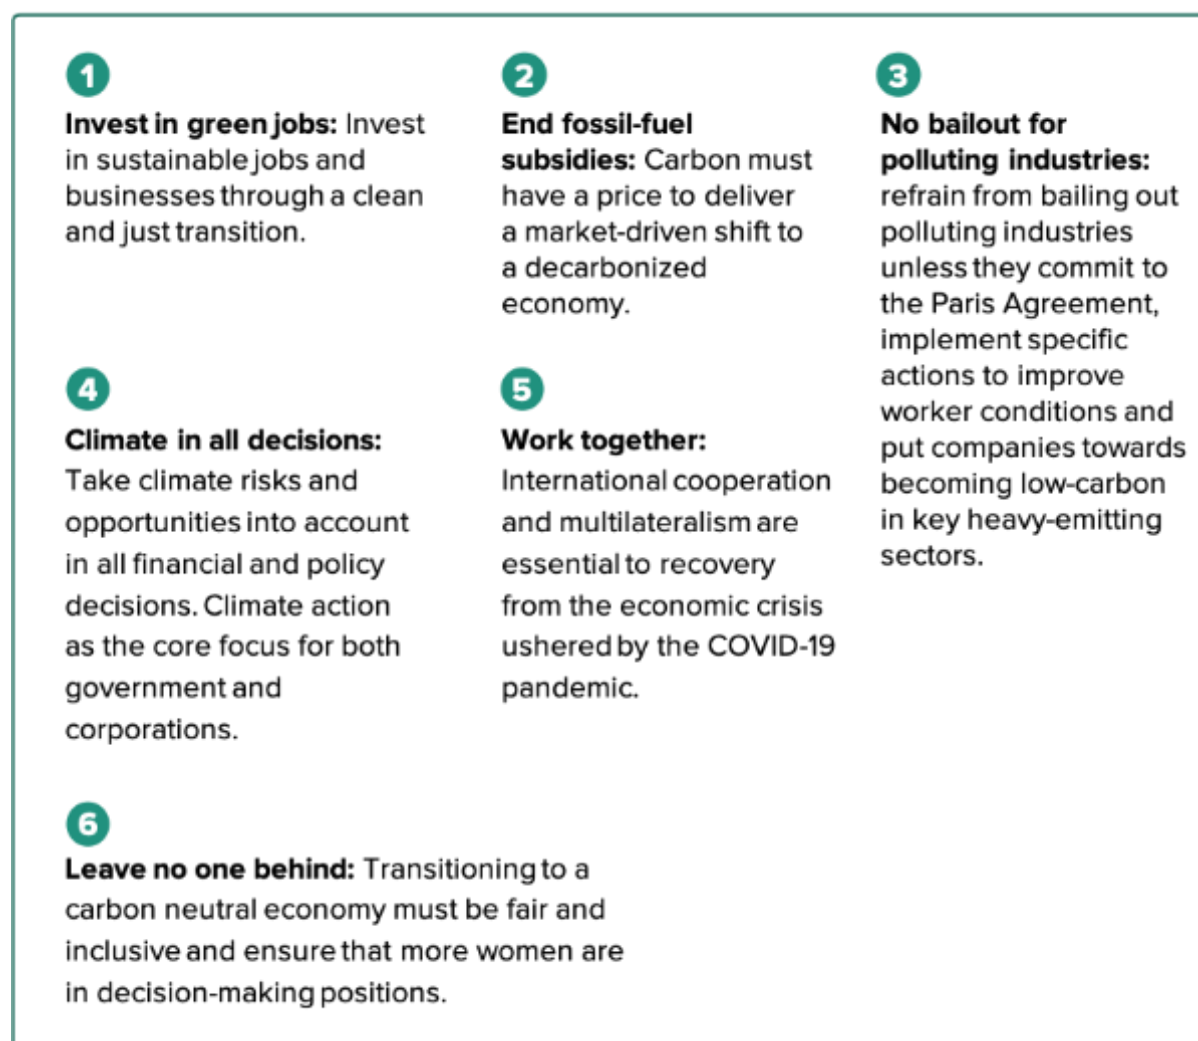 1
Invest in green jobs: Invest
in sustainable jobs and
businesses through a clean
and just transition.
2
End fossil-fuel
subsidies: Carbon must
have a price to deliver
a market-driven shift to
a decarbonized
economy.
3
No bailout for
polluting industries:
refrain from bailing out
polluting industries
unless they commit to
the Paris Agreement,
implement specific
actions to improve
worker conditions and
put companies towards
becoming low-carbon
in key heavy-emitting
sectors.
4
Climate in all decisions:
Take climate risks and
opportunities into account
in all financial and policy
decisions. Climate action
as the core focus for both
government and
corporations.
5
Work together:
International cooperation
and multilateralism are
essential to recovery
from the economic crisis
ushered by the COVID-19
pandemic.
6
Leave no one behind: Transitioning to a
carbon neutral economy must be fair and
inclusive and ensure that more women are
in decision-making positions.